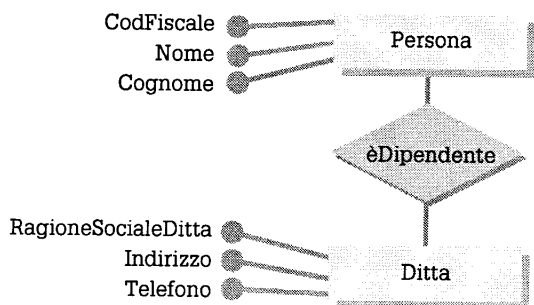 CodFiscale
Nome
Cognome
Persona
èDipendente
RagioneSocialeDitta
Indirizzo
Telefono
Ditta